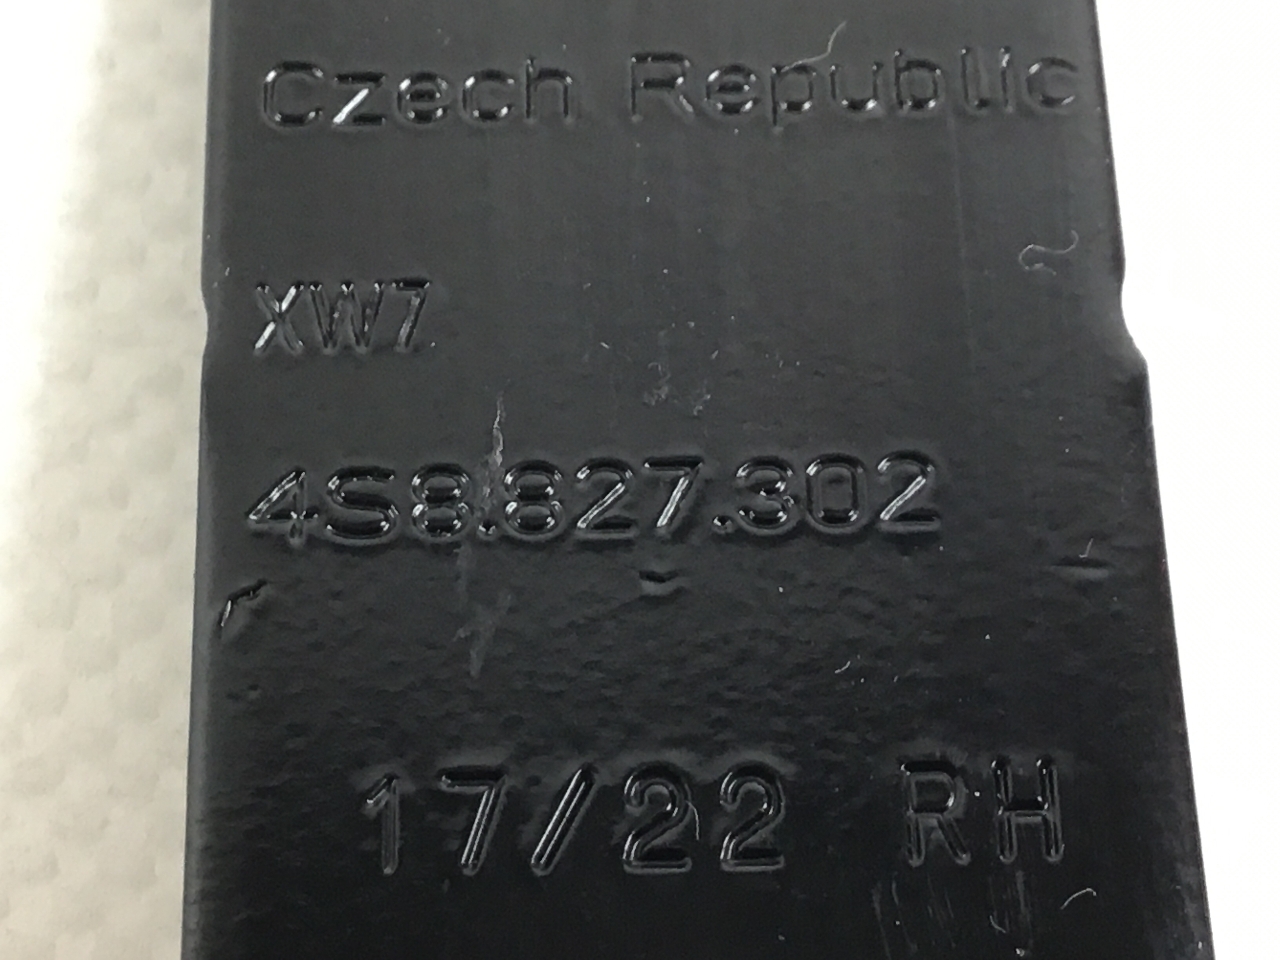 Czech Republic
XW7
4S8.827.302
17/22 RH